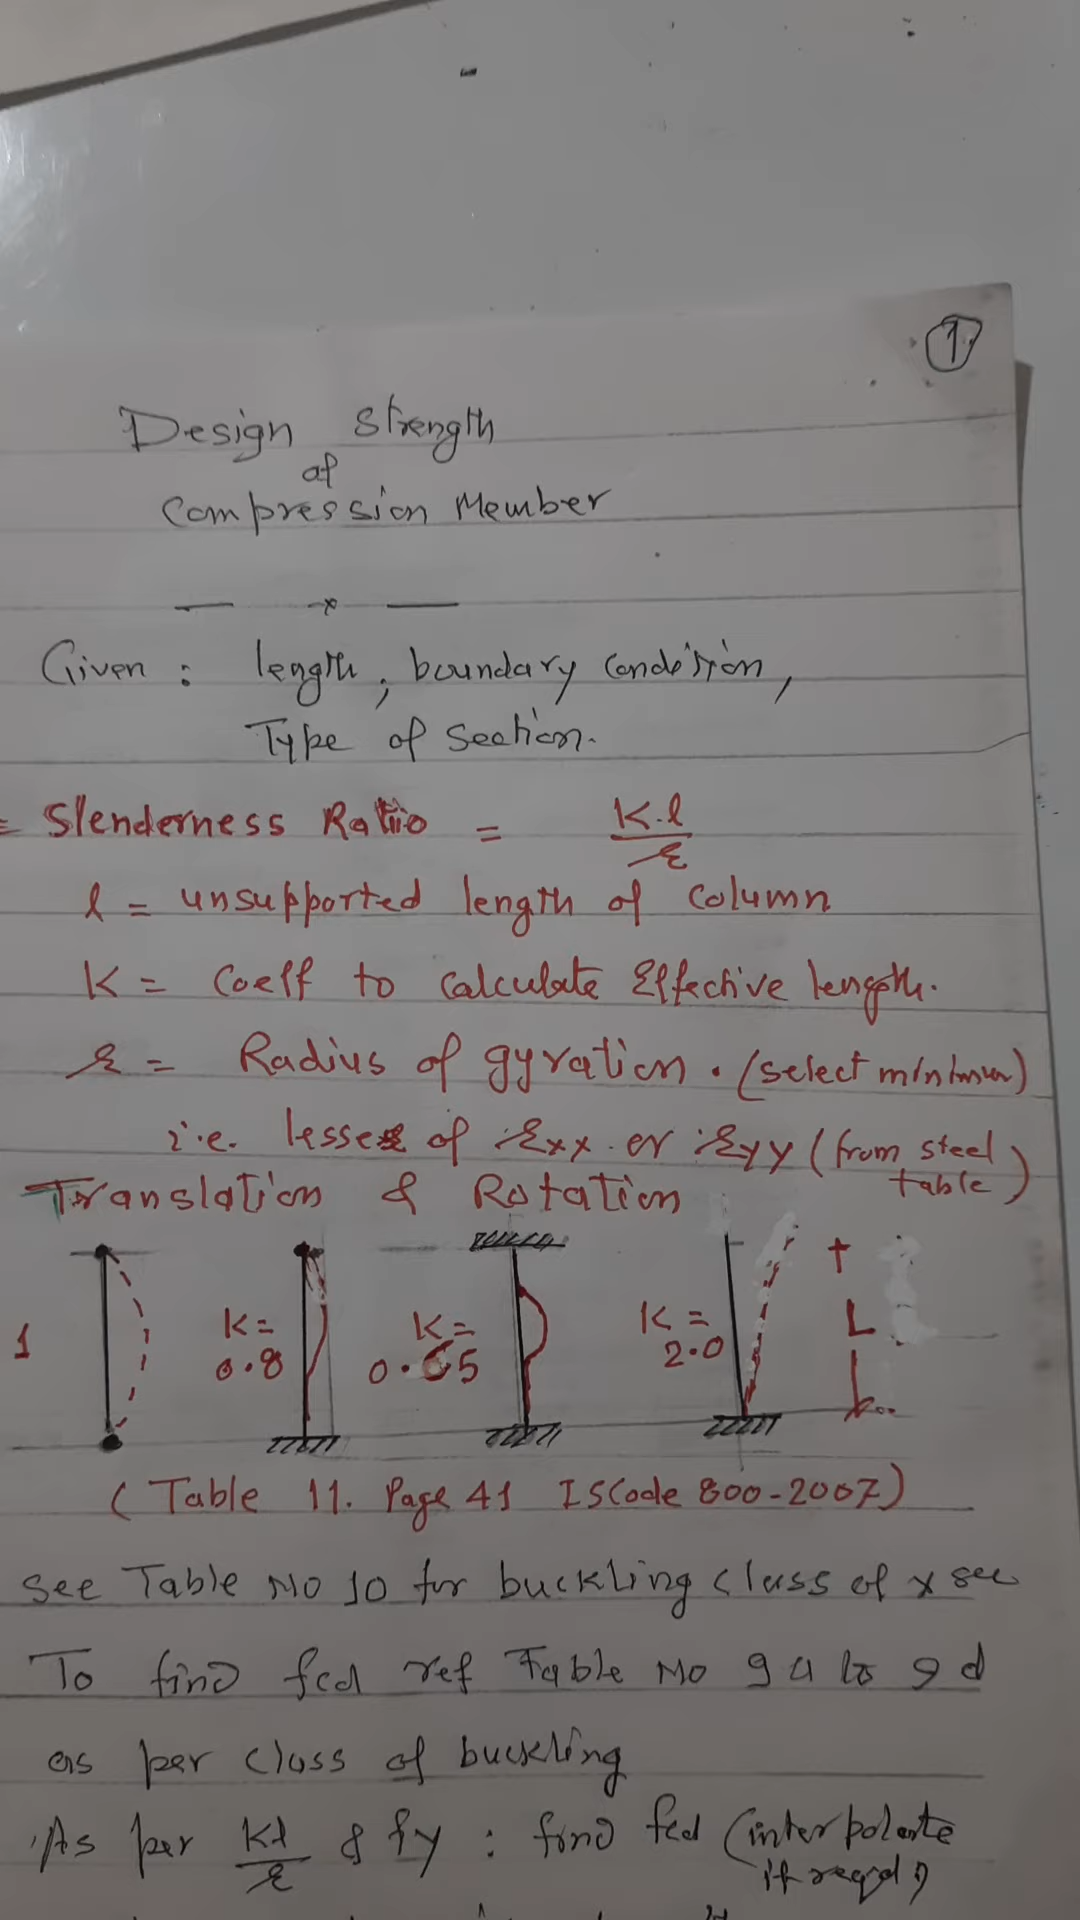 1
Design Strength
of
Compression Member
Given : length, boundary Condition,
Type of Section.
= Slenderness Ratio = K.l / r
l = unsupported length of Column
K = Coeff to calculate Effective length.
r = Radius of gyration. (select minimum)
i.e. lesser of rxx or ryy (from steel
table)
Translation & Rotation
1 K= 0.8 K= 0.65 K= 2.0 L
(Table 11. Page 41 IS Code 800-2007)
See Table No 10 for buckling class of x sec
To find fcd ref Table No 9a to 9d
as per class of buckling
As per Kl/r & fy : find fcd (interpolate
if reqd)